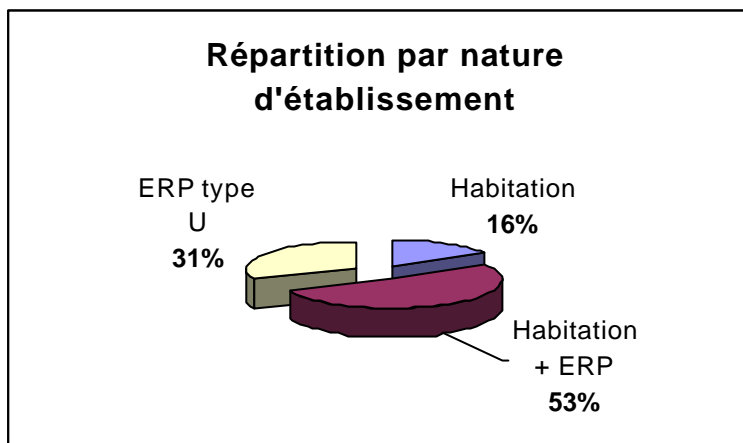 Répartition par nature
d'établissement
ERP type
U
31%
Habitation
16%
Habitation
+ ERP
53%